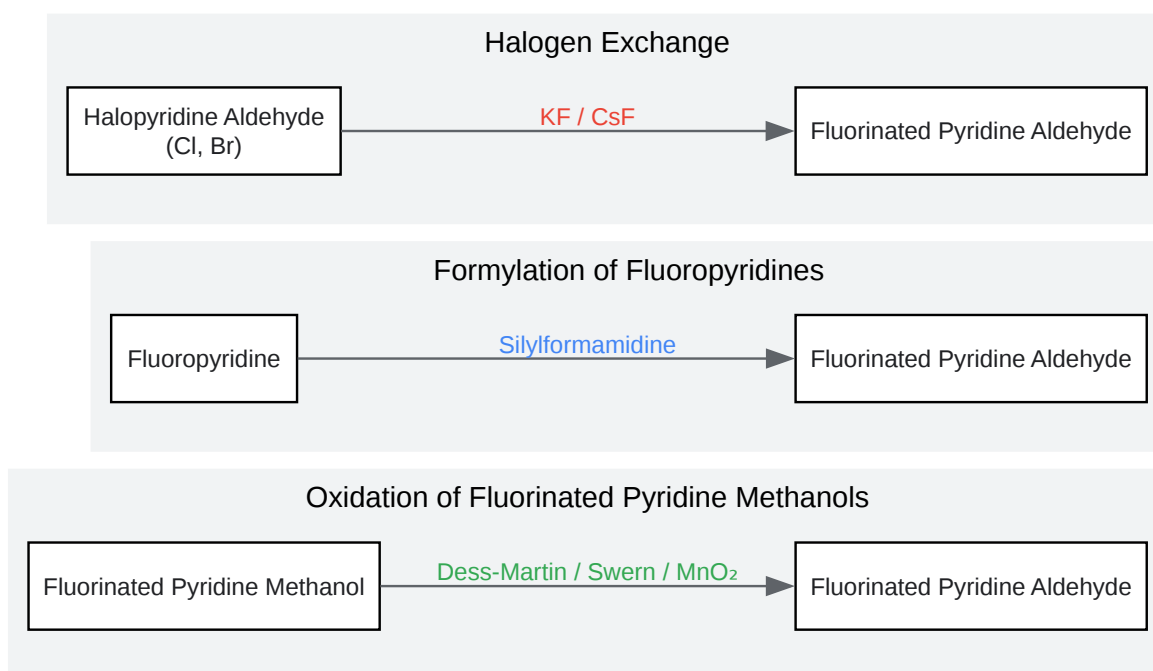 Halogen Exchange
Halopyridine Aldehyde
(Cl, Br)
KF / CsF
Fluorinated Pyridine Aldehyde
Formylation of Fluoropyridines
Fluoropyridine
Silylformamidine
Fluorinated Pyridine Aldehyde
Oxidation of Fluorinated Pyridine Methanols
Fluorinated Pyridine Methanol
Dess-Martin / Swern / MnO₂
Fluorinated Pyridine Aldehyde